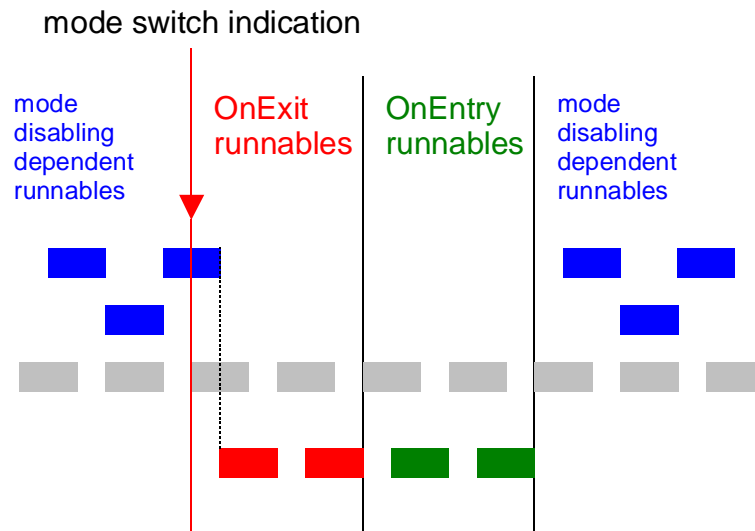 mode switch indication
mode
disabling
dependent
runnables
OnExit
runnables
OnEntry
runnables
mode
disabling
dependent
runnables